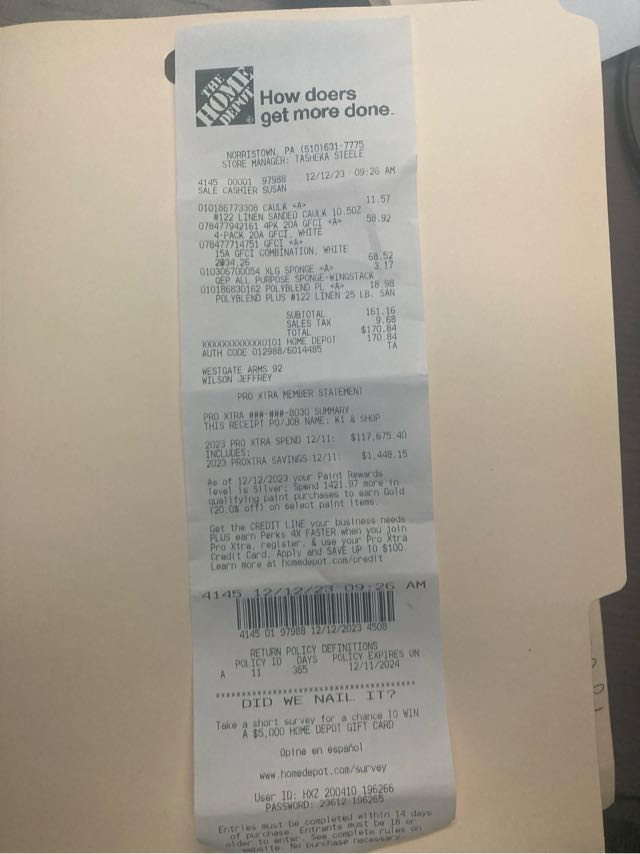 THE
HOME
DEPOT
How doers
get more done.
NORRISTOWN, PA (610)631-7775
STORE MANAGER: TASHEKA STEELE
4145 00001 97988 12/12/23 09:26 AM
SALE CASHIER SUSAN
010186773308 CAULK <A> 11.57
#122 LINEN SANDED CAULK 10.5OZ
078477942161 4PK 20A GFCI <A> 58.92
4-PACK 20A GFCI, WHITE
078477714751 GFCI <A>
15A GFCI COMBINATION, WHITE
2@34.26 68.52
010306700054 XLG SPONGE <A> 3.17
QEP ALL PURPOSE SPONGE-WINGSTACK
010186830162 POLYBLEND PL <A> 18.98
POLYBLEND PLUS #122 LINEN 25 LB. SAN
SUBTOTAL 161.16
SALES TAX 9.68
TOTAL $170.84
XXXXXXXXXXXX0101 HOME DEPOT 170.84
AUTH CODE 012988/6014485 TA
WESTGATE ARMS 92
WILSON JEFFREY
PRO XTRA MEMBER STATEMENT
PRO XTRA ###-###-8030 SUMMARY
THIS RECEIPT PO/JOB NAME: K1 & SHOP
2023 PRO XTRA SPEND 12/11: $117,675.40
INCLUDES:
2023 PROXTRA SAVINGS 12/11: $1,448.15
As of 12/12/2023 your Paint Rewards
level is Silver; Spend 1421.97 more in
qualifying paint purchases to earn Gold
(20.0% off) on select paint items.
Get the CREDIT LINE your business needs
PLUS earn Perks 4X FASTER when you join
Pro Xtra, register, & use your Pro Xtra
Credit Card. Apply and SAVE UP TO $100.
Learn more at homedepot.com/credit
4145 12/12/23 09:26 AM
4145 01 97988 12/12/2023 4508
RETURN POLICY DEFINITIONS
POLICY ID DAYS POLICY EXPIRES ON
A 11 365 12/11/2024
DID WE NAIL IT?
Take a short survey for a chance TO WIN
A $5,000 HOME DEPOT GIFT CARD
Opine en español
www.homedepot.com/survey
User ID: HXZ 200410 196266
PASSWORD: 23612 196265
Entries must be completed within 14 days
of purchase. Entrants must be 18 or
older to enter. See complete rules on
website. No purchase necessary.